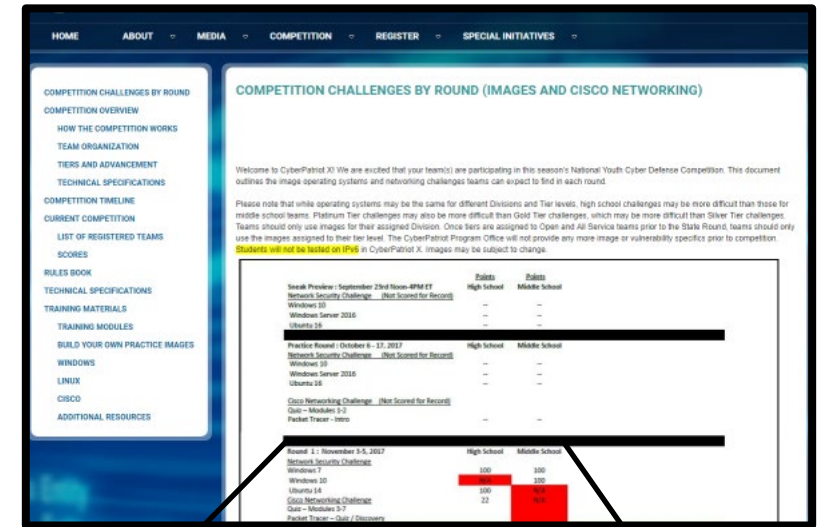 HOME ABOUT MEDIA COMPETITION REGISTER SPECIAL INITIATIVES
COMPETITION CHALLENGES BY ROUND
COMPETITION OVERVIEW
HOW THE COMPETITION WORKS
TEAM ORGANIZATION
TIERS AND ADVANCEMENT
TECHNICAL SPECIFICATIONS
COMPETITION TIMELINE
CURRENT COMPETITION
LIST OF REGISTERED TEAMS
SCORES
RULES BOOK
TECHNICAL SPECIFICATIONS
TRAINING MATERIALS
TRAINING MODULES
BUILD YOUR OWN PRACTICE IMAGES
WINDOWS
LINUX
CISCO
ADDITIONAL RESOURCES
COMPETITION CHALLENGES BY ROUND (IMAGES AND CISCO NETWORKING)
Welcome to CyberPatriot X! We are excited that your team(s) are participating in this season's National Youth Cyber Defense Competition. This document
outlines the image operating systems and networking challenges teams can expect to find in each round.
Please note that while operating systems may be the same for different Divisions and Tier levels, high school challenges may be more difficult than those for
middle school teams. Platinum Tier challenges may also be more difficult than Gold Tier challenges, which may be more difficult than Silver Tier challenges.
Teams should only use images for their assigned Division. Once tiers are assigned to Open and All Service teams prior to the State Round, teams should only
use the images assigned to their tier level. The CyberPatriot Program Office will not provide any more image or vulnerability specifics prior to competition.
Students will not be tested on IPv6 in CyberPatriot X. Images may be subject to change.
Points Points
Sneak Preview : September 23rd Noon-4PM ET High School Middle School
Network Security Challenge (Not Scored for Record)
Windows 10 -- --
Windows Server 2016 -- --
Ubuntu 16 -- --
Practice Round : October 6 - 17, 2017 High School Middle School
Network Security Challenge (Not Scored for Record)
Windows 10 -- --
Windows Server 2016 -- --
Ubuntu 16 -- --
Cisco Networking Challenge (Not Scored for Record)
Quiz – Modules 1-2
Packet Tracer - Intro -- --
Round 1 : November 3-5, 2017 High School Middle School
Network Security Challenge
Windows 7 100 100
Windows 10 N/A 100
Ubuntu 14 100 N/A
Cisco Networking Challenge 22 N/A
Quiz – Modules 3-7
Packet Tracer – Quiz / Discovery